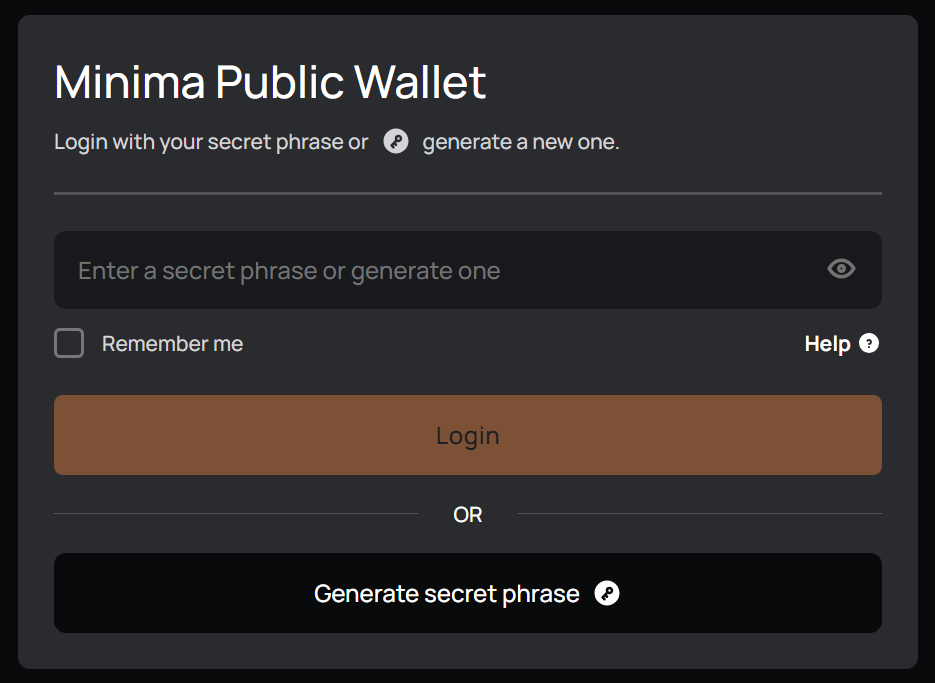 Minima Public Wallet
Login with your secret phrase or generate a new one.
Enter a secret phrase or generate one
Remember me
Help ?
Login
OR
Generate secret phrase